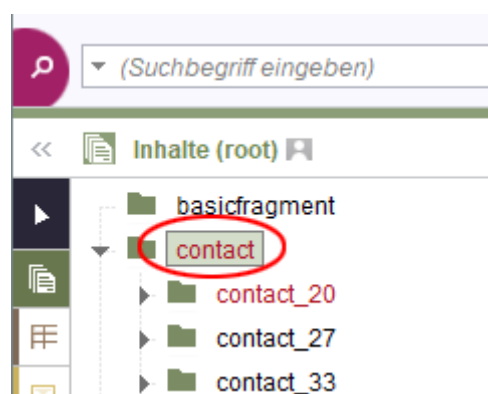 (Suchbegriff eingeben)
Inhalte (root)
basicfragment
contact
contact_20
contact_27
contact_33